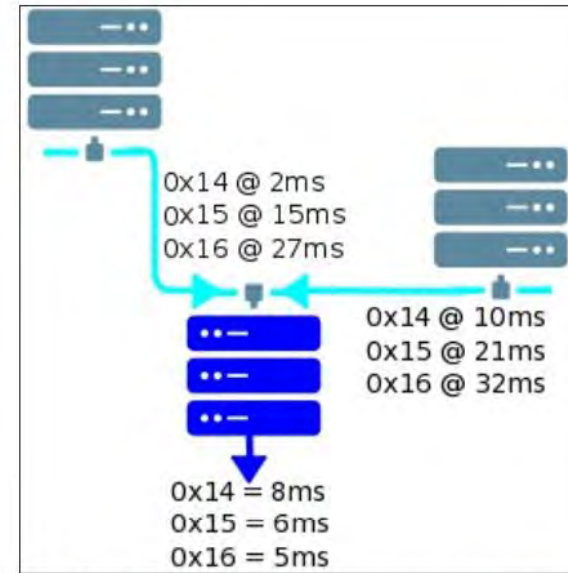 0x14 @ 2ms
0x15 @ 15ms
0x16 @ 27ms
0x14 @ 10ms
0x15 @ 21ms
0x16 @ 32ms
0x14 = 8ms
0x15 = 6ms
0x16 = 5ms